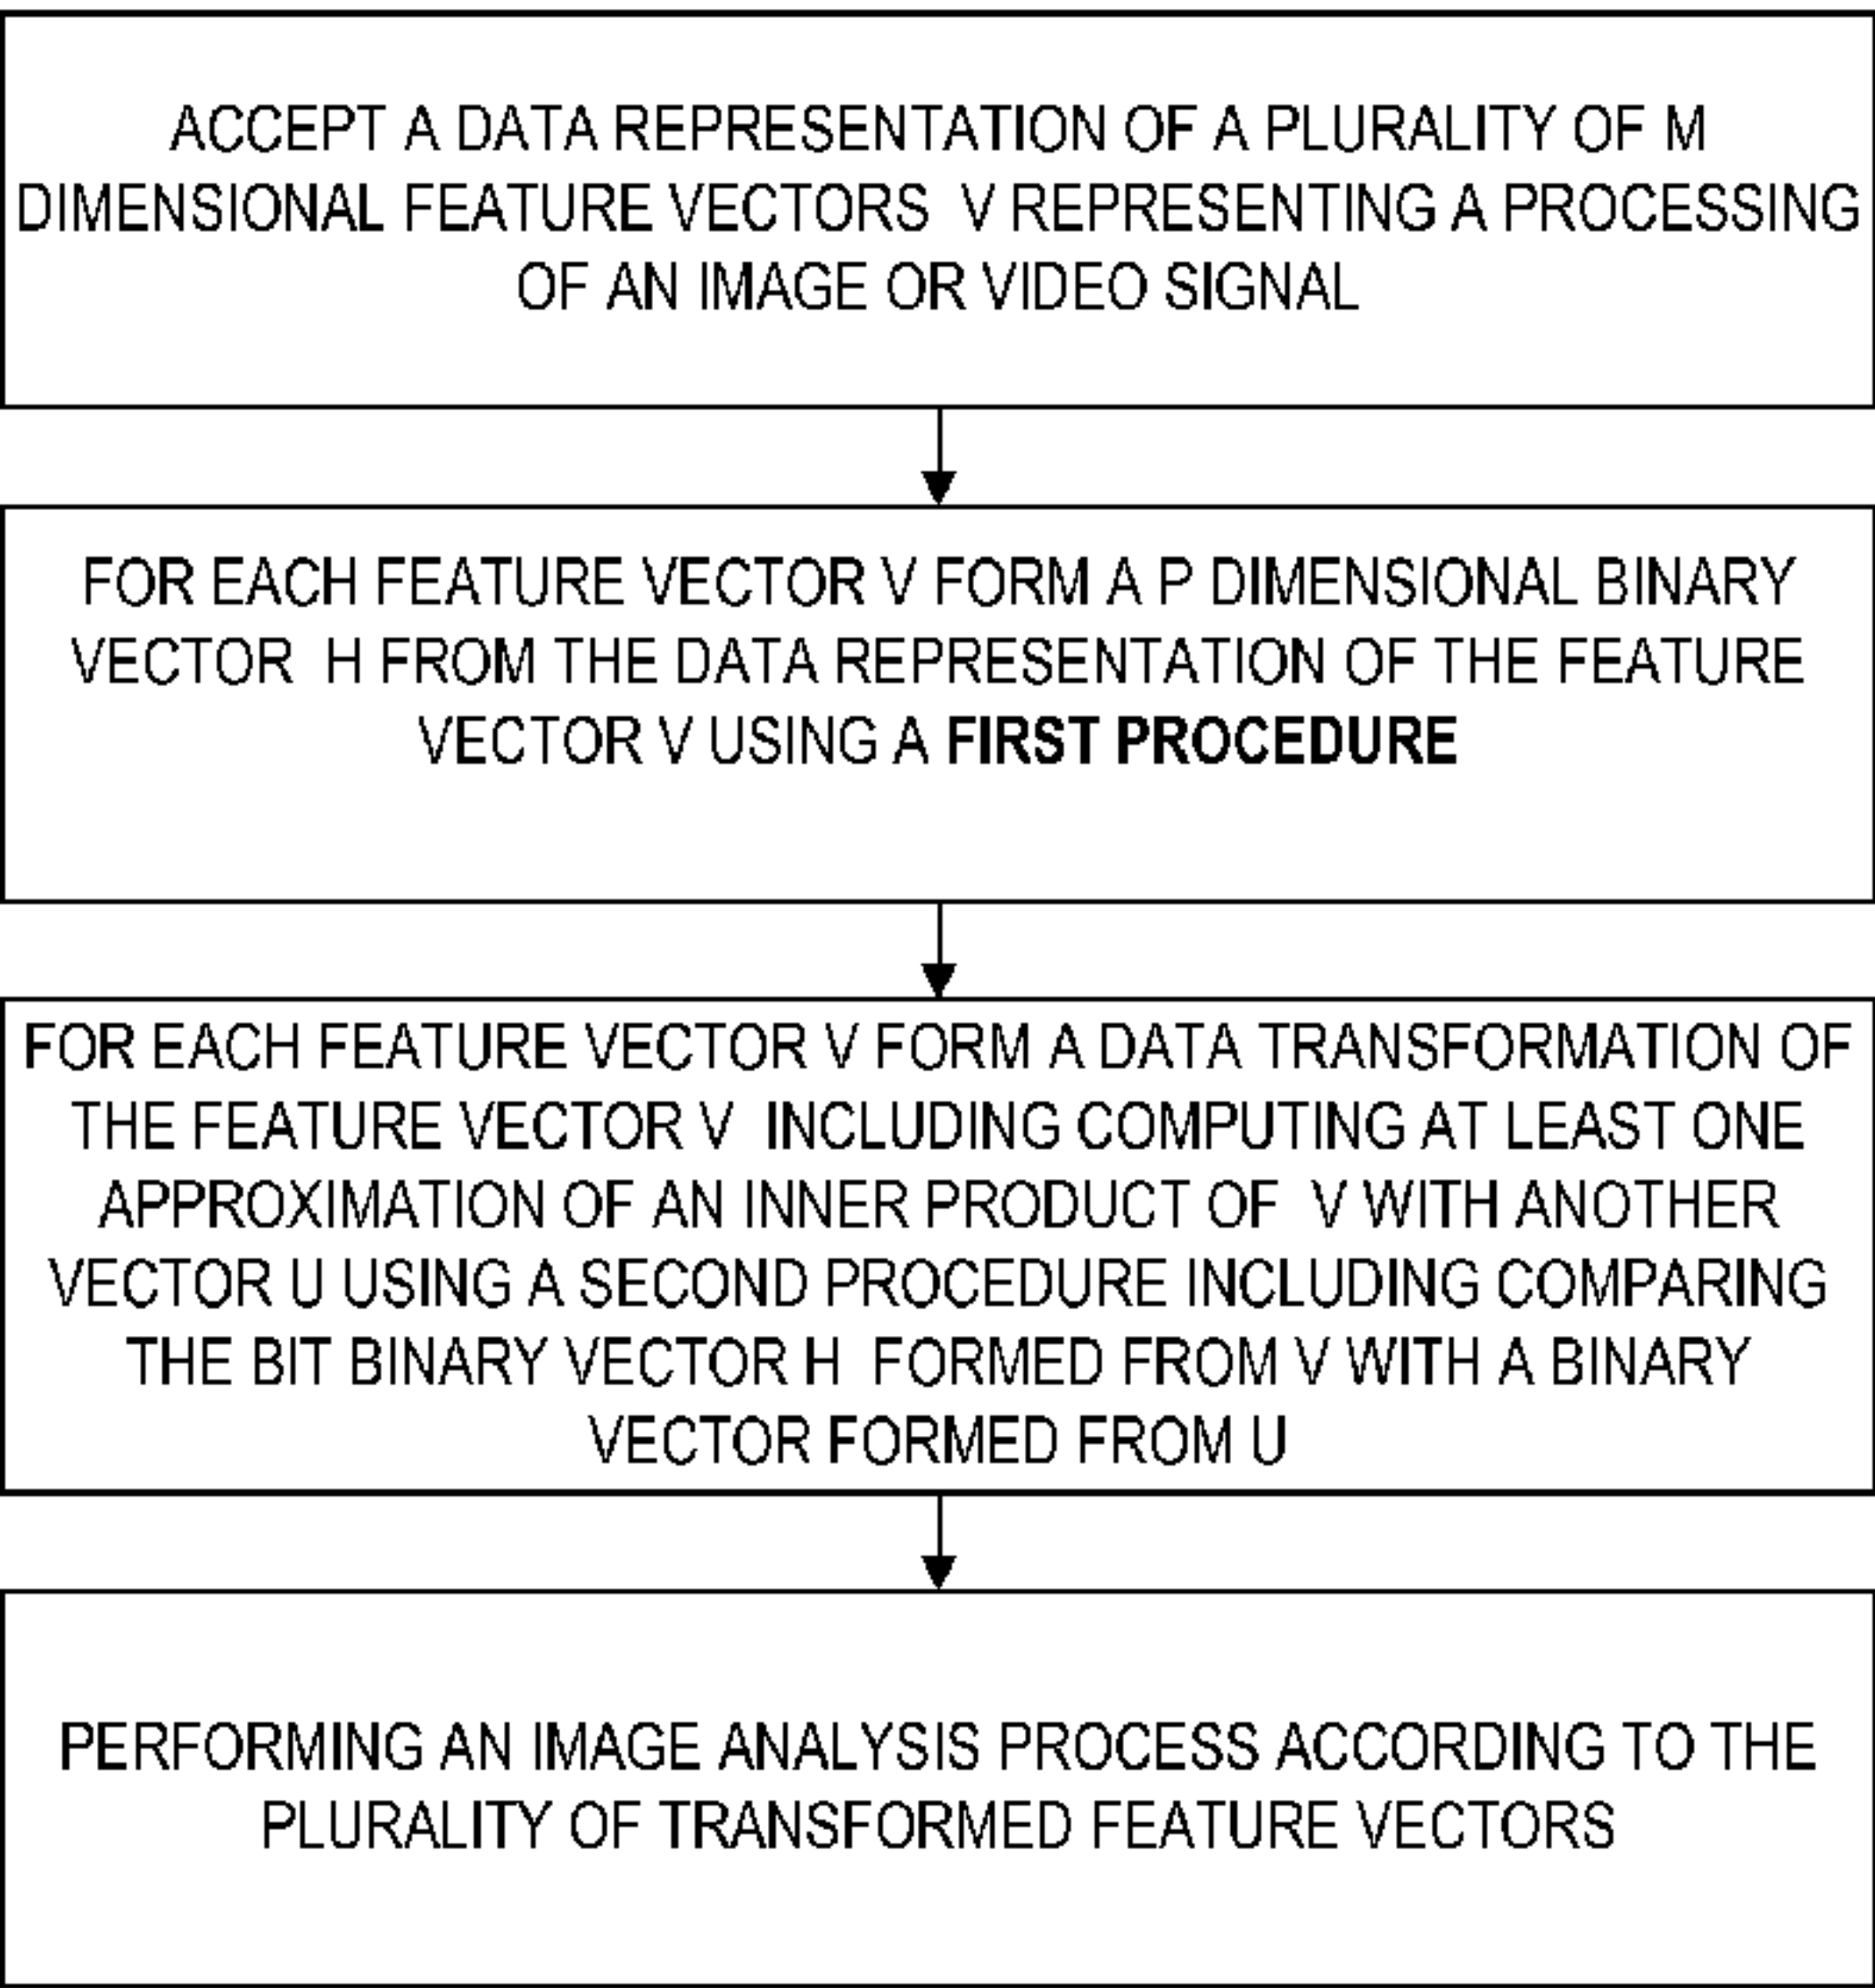 ACCEPT A DATA REPRESENTATION OF A PLURALITY OF M
DIMENSIONAL FEATURE VECTORS V REPRESENTING A PROCESSING
OF AN IMAGE OR VIDEO SIGNAL
FOR EACH FEATURE VECTOR V FORM A P DIMENSIONAL BINARY
VECTOR H FROM THE DATA REPRESENTATION OF THE FEATURE
VECTOR V USING A FIRST PROCEDURE
FOR EACH FEATURE VECTOR V FORM A DATA TRANSFORMATION OF
THE FEATURE VECTOR V INCLUDING COMPUTING AT LEAST ONE
APPROXIMATION OF AN INNER PRODUCT OF V WITH ANOTHER
VECTOR U USING A SECOND PROCEDURE INCLUDING COMPARING
THE BIT BINARY VECTOR H FORMED FROM V WITH A BINARY
VECTOR FORMED FROM U
PERFORMING AN IMAGE ANALYSIS PROCESS ACCORDING TO THE
PLURALITY OF TRANSFORMED FEATURE VECTORS